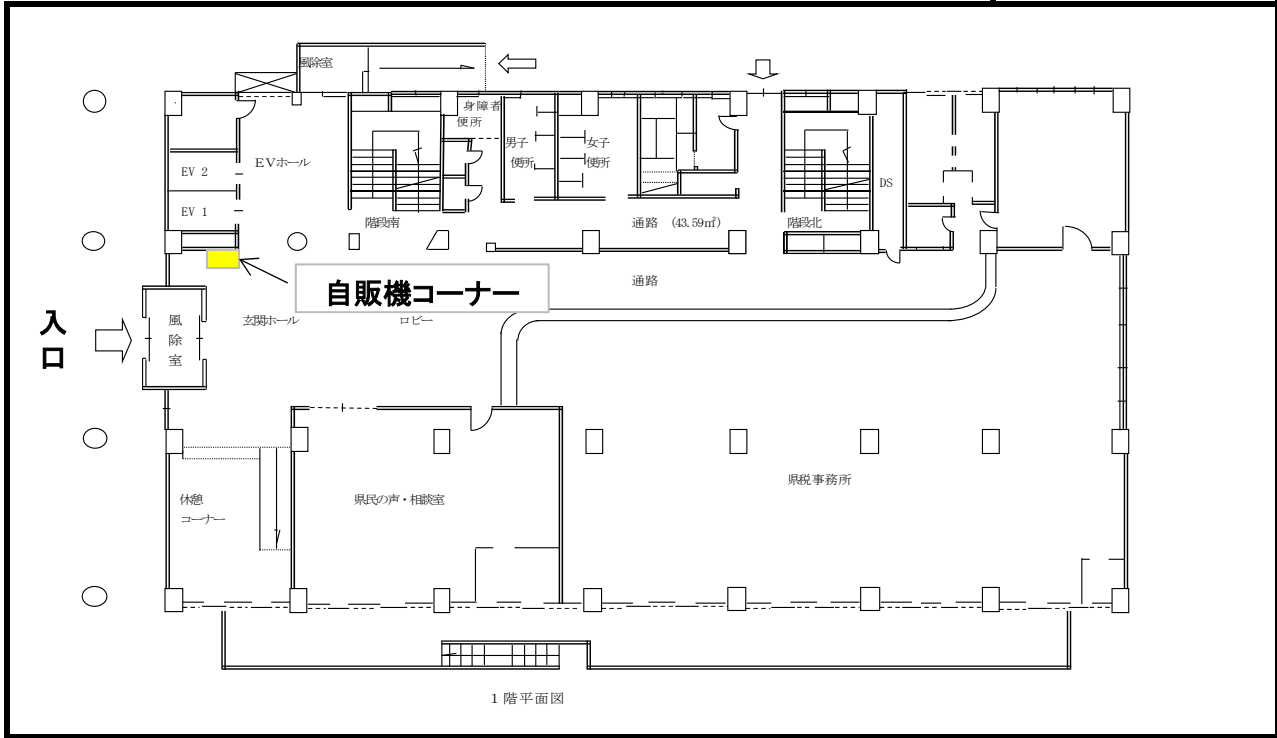 風除室
身障者
便所
男子
便所
女子
便所
EV 2
EVホール
EV 1
DS
階段南
通路 (43.59㎡)
階段北
通路
自販機コーナー
入口
風除室
玄関ホール
ロビー
県税事務所
休憩
コーナー
県民の声・相談室
1階平面図